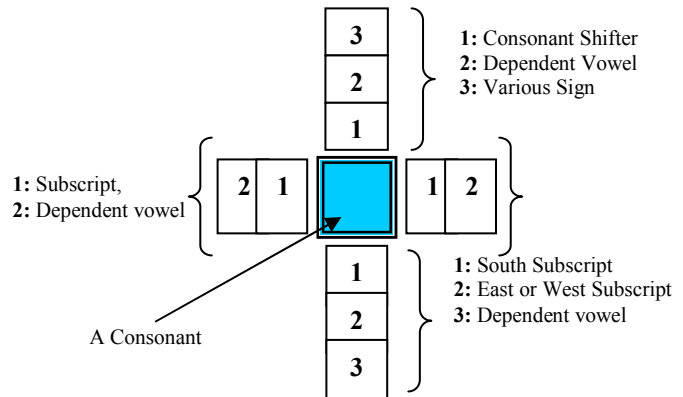 3
2
1
1: Consonant Shifter
2: Dependent Vowel
3: Various Sign
1: Subscript,
2: Dependent vowel
2 1
1 2
1
2
3
1: South Subscript
2: East or West Subscript
3: Dependent vowel
A Consonant